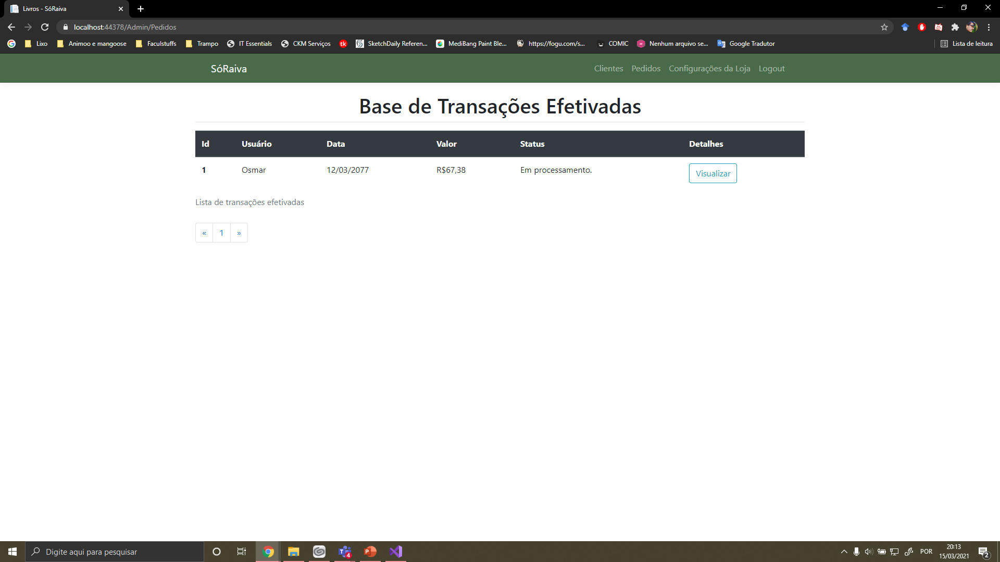 Livros - SóRaiva
localhost:44378/Admin/Pedidos
Lixo Animoo e mangoose Faculstuffs Trampo IT Essentials CKM Serviços tk SketchDaily Referen... MediBang Paint Ble... https://fogu.com/s... COMIC Nenhum arquivo se... Google Tradutor Lista de leitura
SóRaiva Clientes Pedidos Configurações da Loja Logout
Base de Transações Efetivadas
Id Usuário Data Valor Status Detalhes
1 Osmar 12/03/2077 R$67,38 Em processamento. Visualizar
Lista de transações efetivadas
« 1 »
Digite aqui para pesquisar
4
POR
20:13
15/03/2021
2